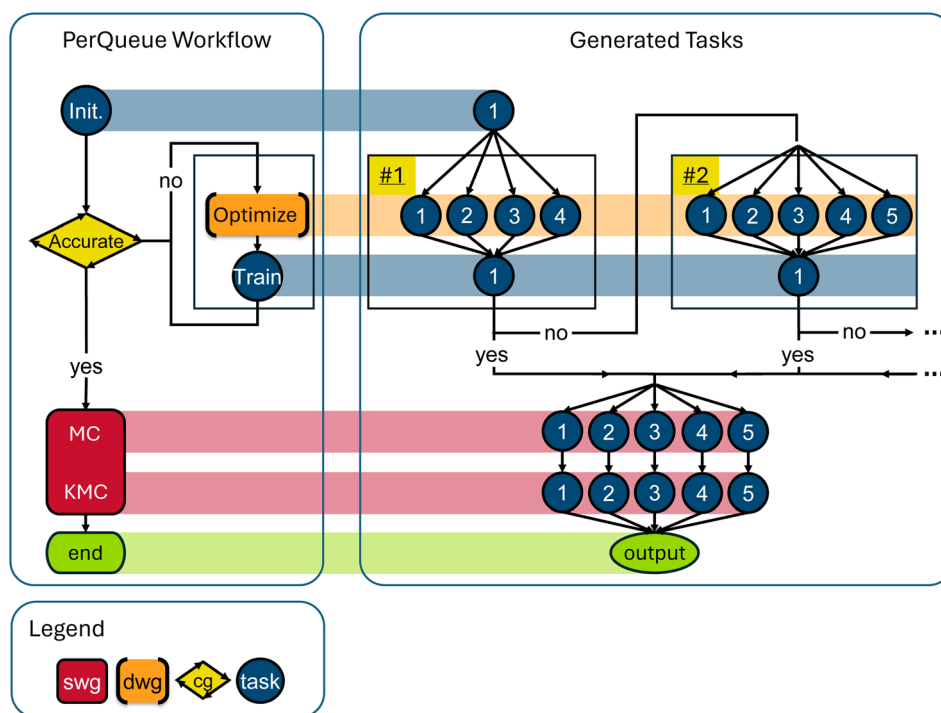 PerQueue Workflow
Generated Tasks
Init.
1
no
#1
#2
Optimize
1 2 3 4
1 2 3 4 5
Accurate
Train
1
1
no
no
...
yes
yes
yes
...
MC
1 2 3 4 5
KMC
1 2 3 4 5
end
output
Legend
swg
dwg
cg
task